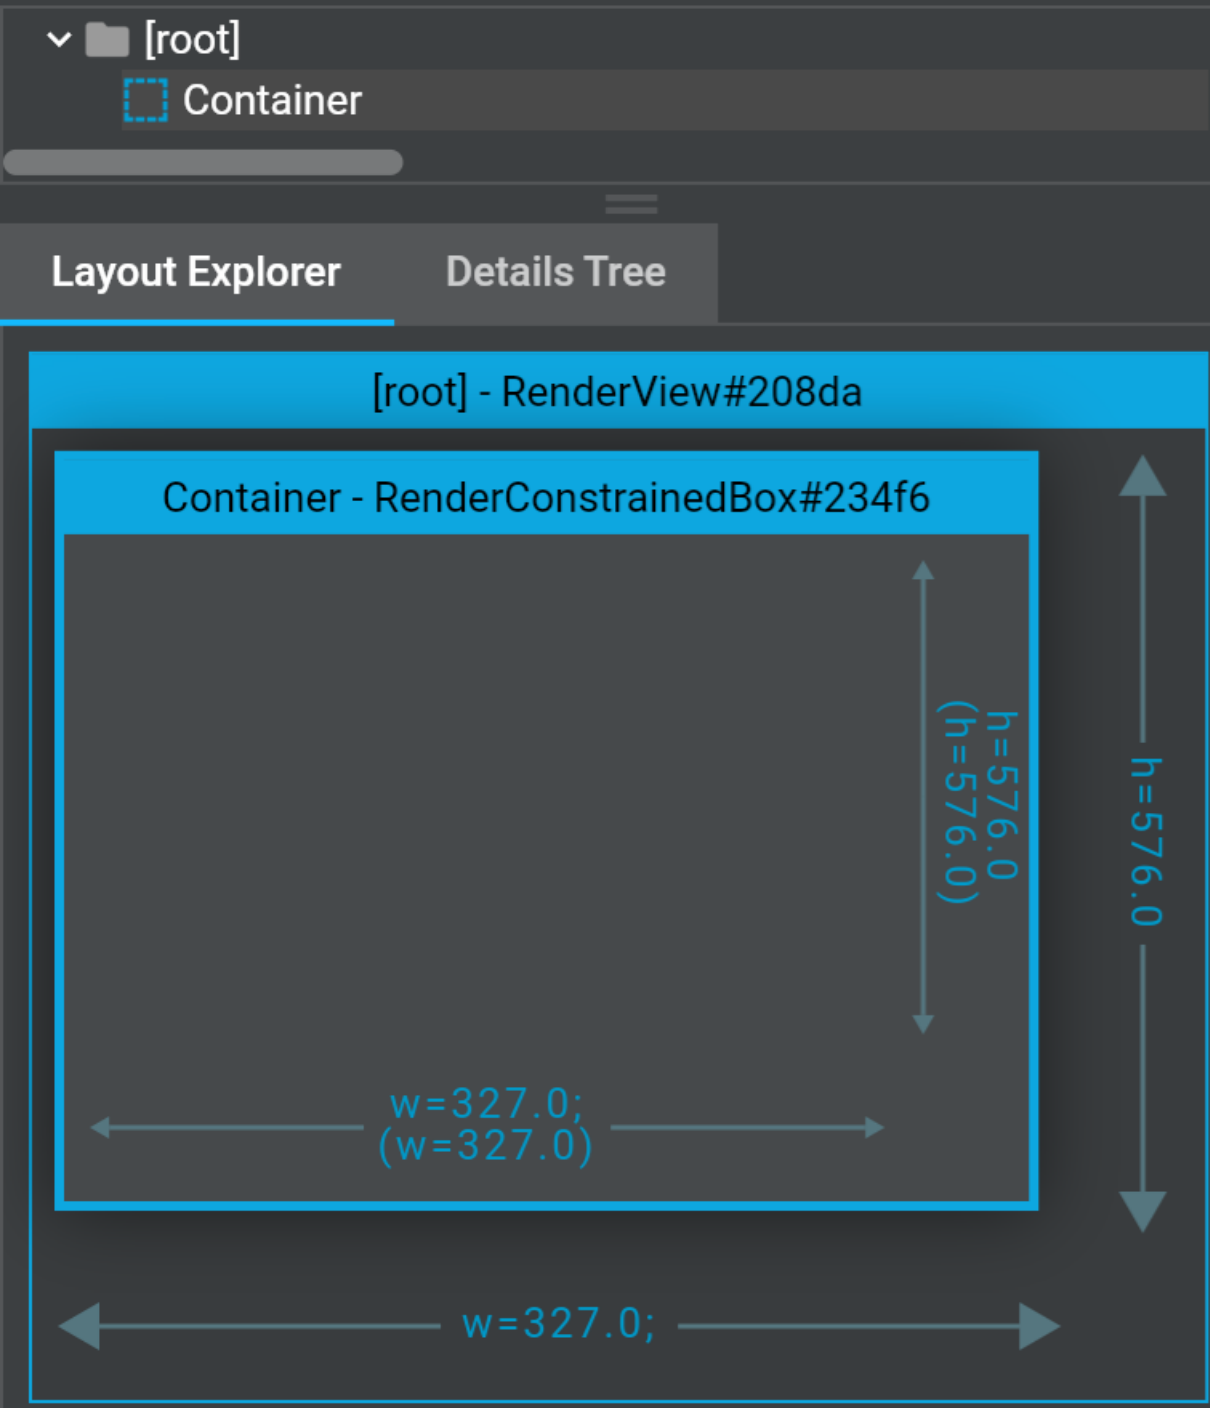 [root]
Container
Layout Explorer
Details Tree
[root] - RenderView#208da
Container - RenderConstrainedBox#234f6
h=576.0
(h=576.0)
h=576.0
w=327.0;
(w=327.0)
w=327.0;